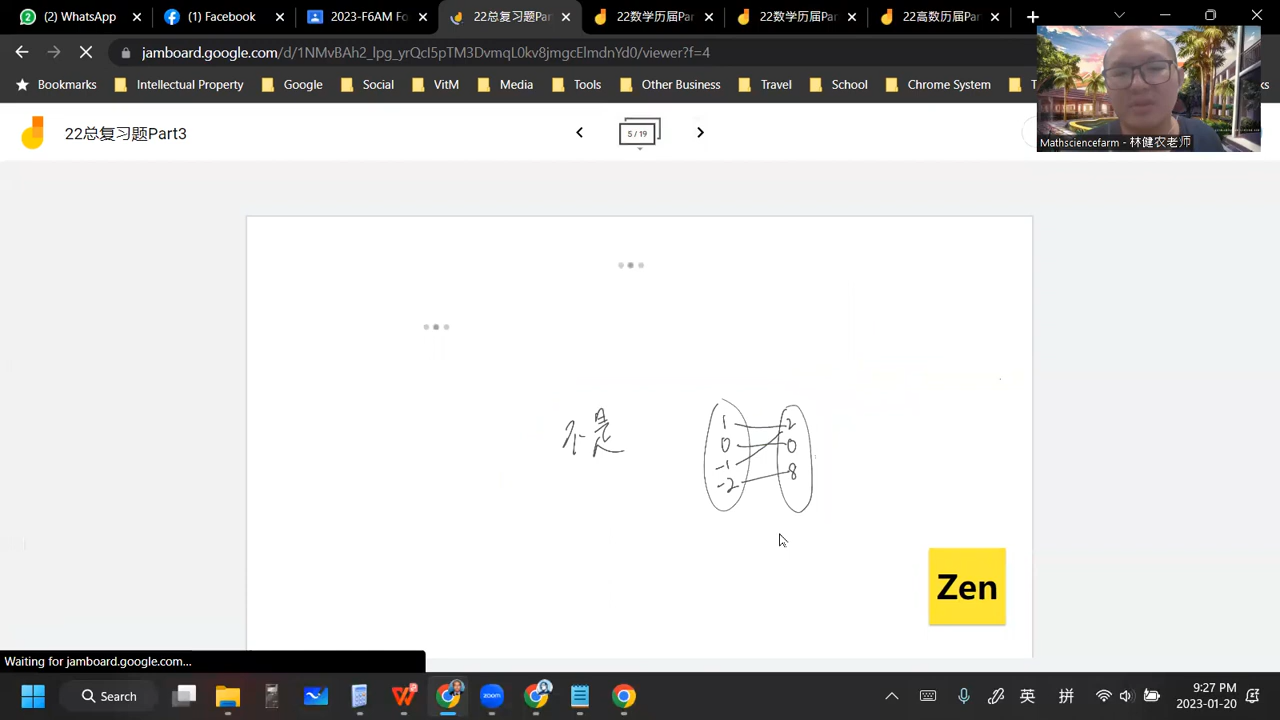 (2) WhatsApp
(1) Facebook
2023-F6AM Fo
22总复习题Par
22数学历届Par
22数学历届Par
22高数历届Part
jamboard.google.com/d/1NMvBAh2_lpg_yrQcl5pTM3DvmqL0kv8jmgcElmdnYd0/viewer?f=4
Bookmarks
Intellectual Property
Google
Social
VitM
Media
Tools
Other Business
Travel
School
Chrome System
22总复习题Part3
5 / 19
Mathsciencefarm - 林健农老师
不是
1 2
0 0
-1 8
-2
Zen
Waiting for jamboard.google.com...
Search
英
拼
9:27 PM
2023-01-20